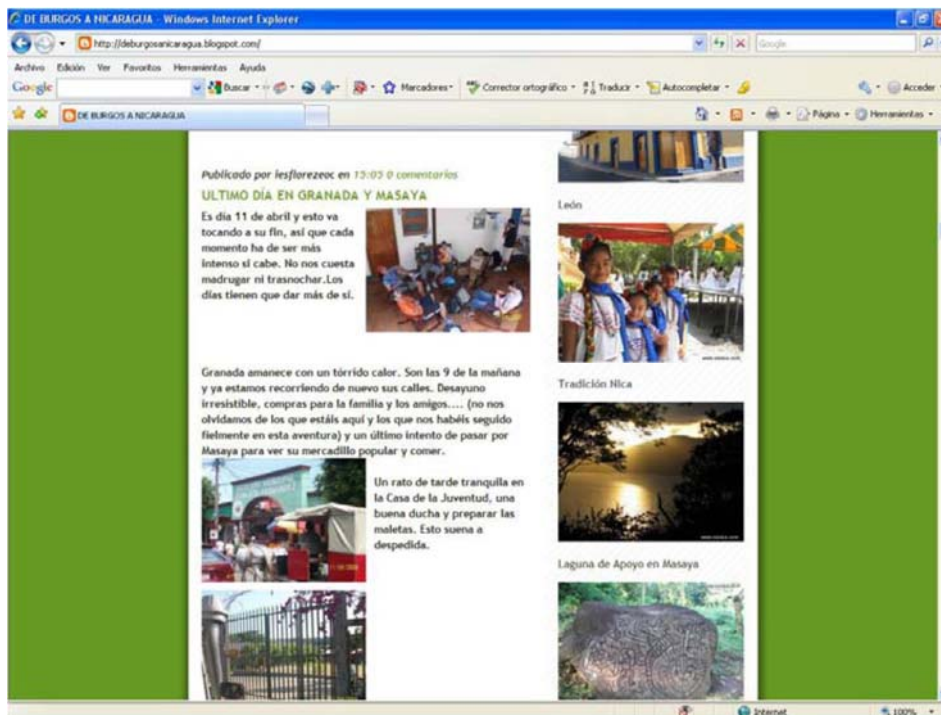 DE BURGOS A NICARAGUA - Windows Internet Explorer
http://deburgosanicaragua.blogspot.com/
Google
Archivo Edición Ver Favoritos Herramientas Ayuda
Google Buscar Marcadores Corrector ortográfico Traducir Autocompletar Acceder
DE BURGOS A NICARAGUA Página Herramientas
Publicado por iesflorezeoc en 15:05 0 comentarios
ULTIMO DÍA EN GRANADA Y MASAYA
Es día 11 de abril y esto va
tocando a su fin, así que cada
momento ha de ser más
intenso si cabe. No nos cuesta
madrugar ni trasnochar.Los
días tienen que dar más de sí.
Granada amanece con un tórrido calor. Son las 9 de la mañana
y ya estamos recorriendo de nuevo sus calles. Desayuno
irresistible, compras para la familia y los amigos.... (no nos
olvidamos de los que estáis aquí y los que nos habéis seguido
fielmente en esta aventura) y un último intento de pasar por
Masaya para ver su mercadillo popular y comer.
Un rato de tarde tranquila en
la Casa de la Juventud, una
buena ducha y preparar las
maletas. Esto suena a
despedida.
León
Tradición Nica
Laguna de Apoyo en Masaya
Internet 100%